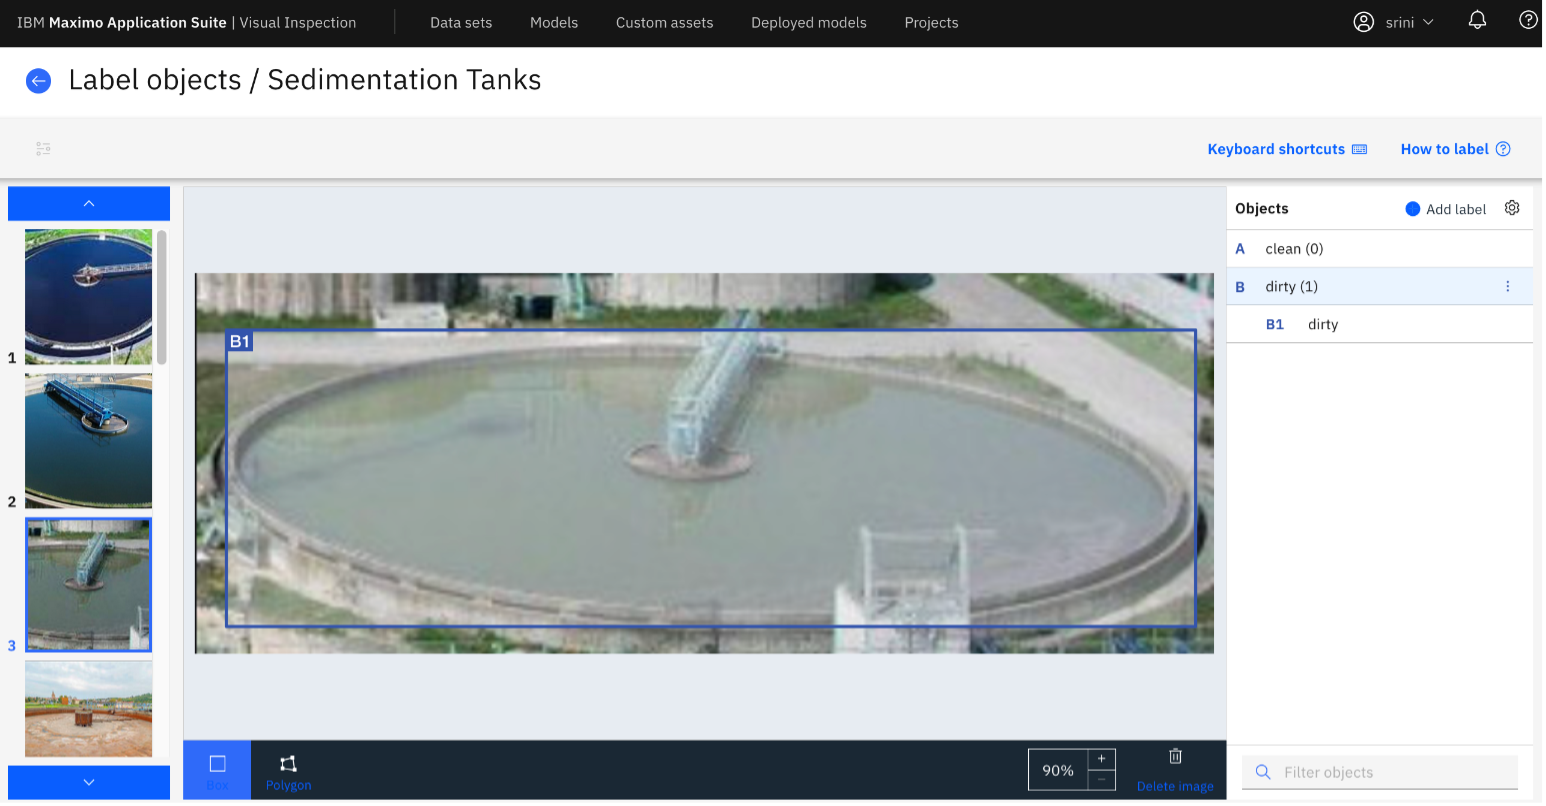 IBM Maximo Application Suite | Visual Inspection
Data sets
Models
Custom assets
Deployed models
Projects
srini
Label objects / Sedimentation Tanks
Keyboard shortcuts
How to label
1
2
3
B1
Objects
Add label
A clean (0)
B dirty (1)
B1 dirty
Box
Polygon
90%
+
−
Delete image
Filter objects